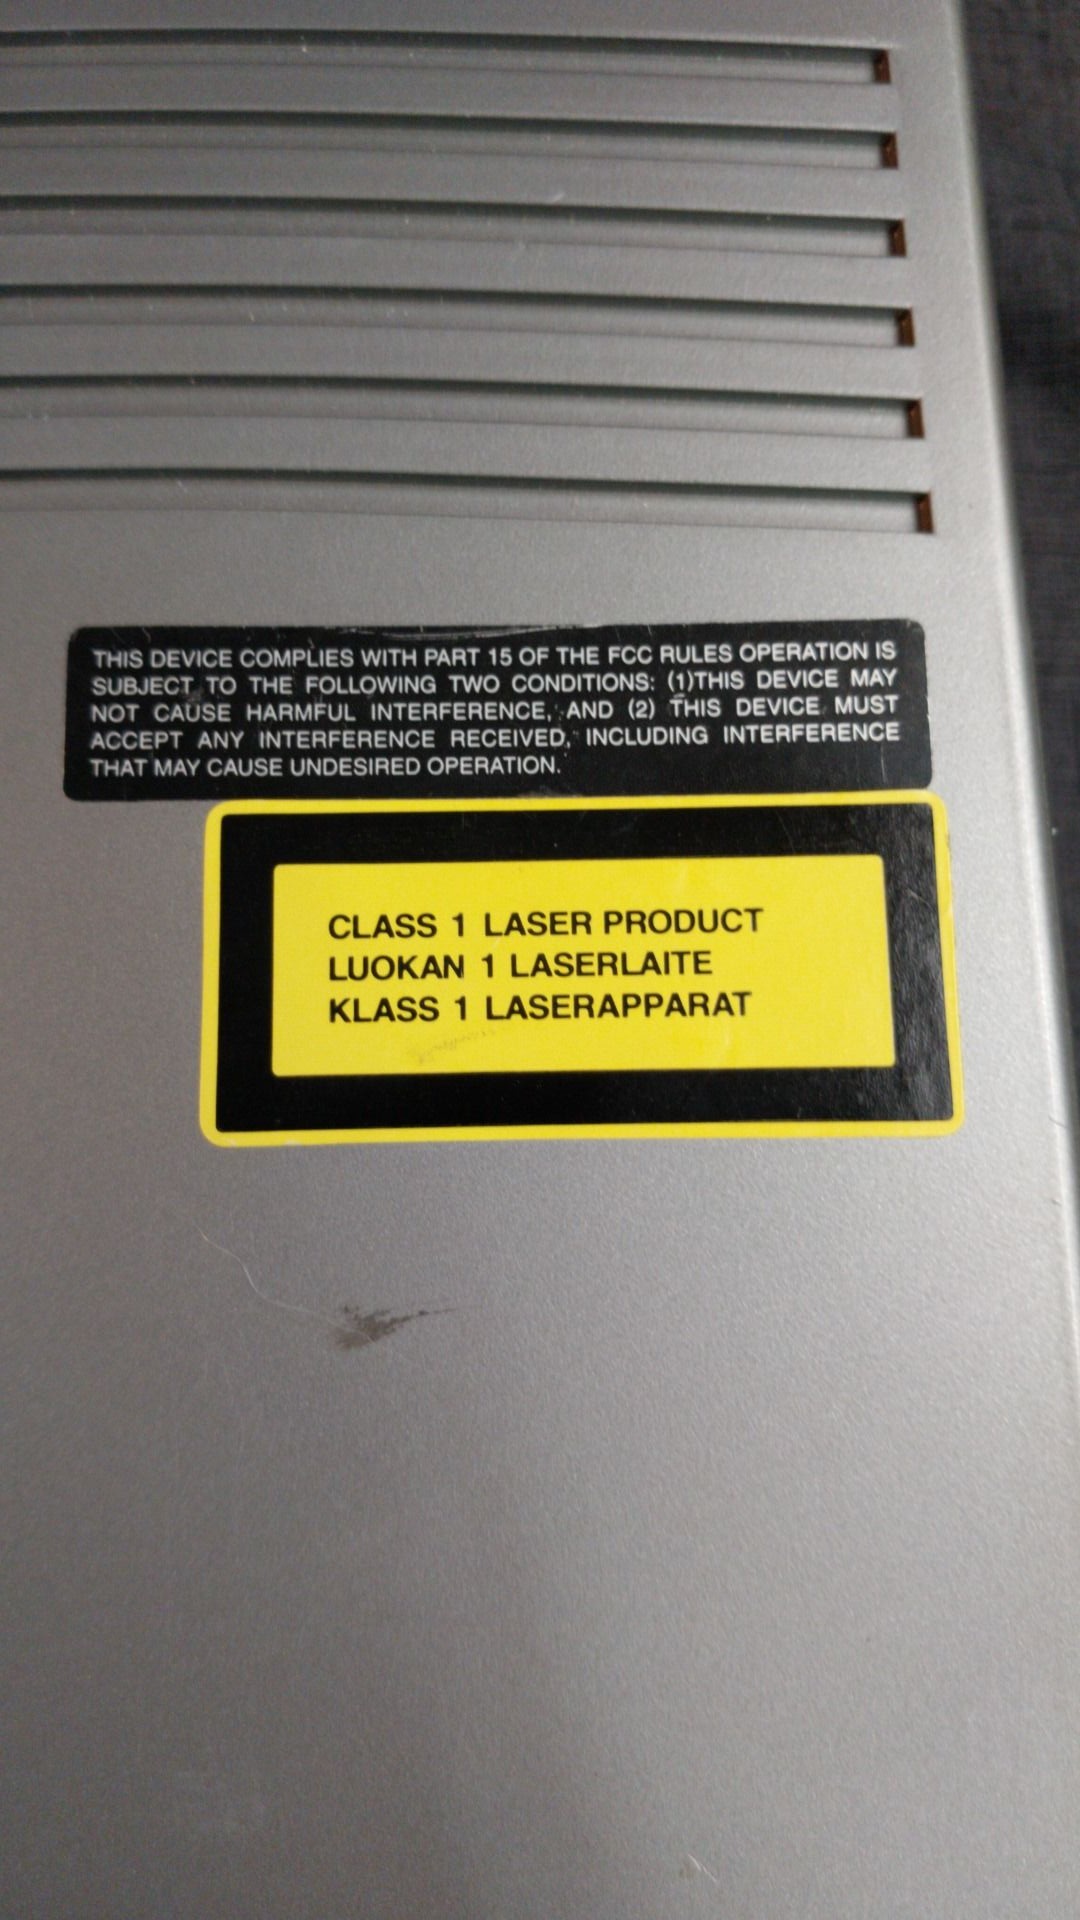 THIS DEVICE COMPLIES WITH PART 15 OF THE FCC RULES OPERATION IS
SUBJECT TO THE FOLLOWING TWO CONDITIONS: (1)THIS DEVICE MAY
NOT CAUSE HARMFUL INTERFERENCE, AND (2) THIS DEVICE MUST
ACCEPT ANY INTERFERENCE RECEIVED, INCLUDING INTERFERENCE
THAT MAY CAUSE UNDESIRED OPERATION.
CLASS 1 LASER PRODUCT
LUOKAN 1 LASERLAITE
KLASS 1 LASERAPPARAT